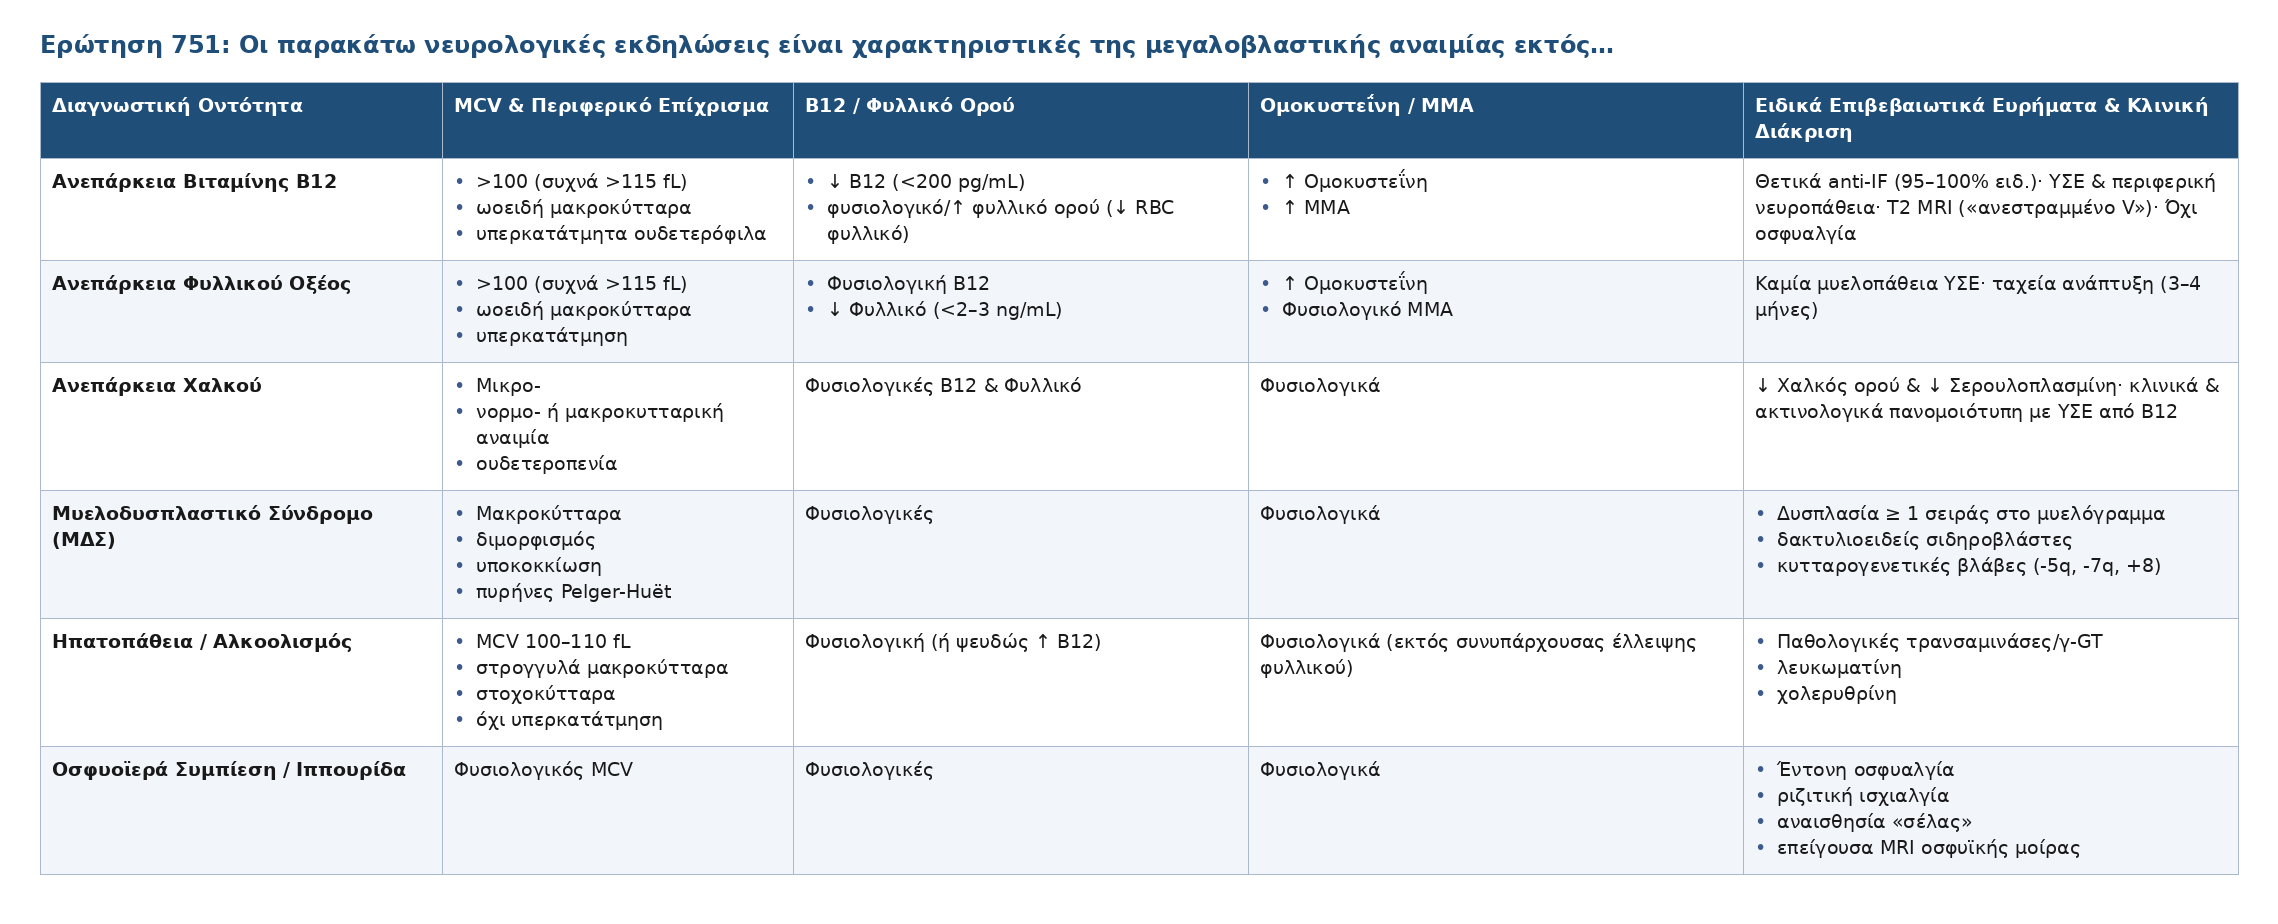 Ερώτηση 751: Οι παρακάτω νευρολογικές εκδηλώσεις είναι χαρακτηριστικές της μεγαλοβλαστικής αναιμίας εκτός…
Διαγνωστική Οντότητα
MCV & Περιφερικό Επίχρισμα
B12 / Φυλλικό Ορού
Ομοκυστεΐνη / MMA
Ειδικά Επιβεβαιωτικά Ευρήματα & Κλινική
Διάκριση
Ανεπάρκεια Βιταμίνης B12
• >100 (συχνά >115 fL)
• ωοειδή μακροκύτταρα
• υπερκατάτμητα ουδετερόφιλα
• ↓ B12 (<200 pg/mL)
• φυσιολογικό/↑ φυλλικό ορού (↓ RBC
φυλλικό)
• ↑ Ομοκυστεΐνη
• ↑ MMA
Θετικά anti-IF (95–100% ειδ.)· ΥΣΕ & περιφερική
νευροπάθεια· T2 MRI («ανεστραμμένο V»)· Όχι
οσφυαλγία
Ανεπάρκεια Φυλλικού Οξέος
• >100 (συχνά >115 fL)
• ωοειδή μακροκύτταρα
• υπερκατάτμηση
• Φυσιολογική B12
• ↓ Φυλλικό (<2–3 ng/mL)
• ↑ Ομοκυστεΐνη
• Φυσιολογικό MMA
Καμία μυελοπάθεια ΥΣΕ· ταχεία ανάπτυξη (3–4
μήνες)
Ανεπάρκεια Χαλκού
• Μικρο-
• νορμο- ή μακροκυτταρική
αναιμία
• ουδετεροπενία
Φυσιολογικές B12 & Φυλλικό
Φυσιολογικά
↓ Χαλκός ορού & ↓ Σερουλοπλασμίνη· κλινικά &
ακτινολογικά πανομοιότυπη με ΥΣΕ από B12
Μυελοδυσπλαστικό Σύνδρομο
(ΜΔΣ)
• Μακροκύτταρα
• διμορφισμός
• υποκοκκίωση
• πυρήνες Pelger-Huët
Φυσιολογικές
Φυσιολογικά
• Δυσπλασία ≥ 1 σειράς στο μυελόγραμμα
• δακτυλιοειδείς σιδηροβλάστες
• κυτταρογενετικές βλάβες (-5q, -7q, +8)
Ηπατοπάθεια / Αλκοολισμός
• MCV 100–110 fL
• στρογγυλά μακροκύτταρα
• στοχοκύτταρα
• όχι υπερκατάτμηση
Φυσιολογική (ή ψευδώς ↑ B12)
Φυσιολογικά (εκτός συνυπάρχουσας έλλειψης
φυλλικού)
• Παθολογικές τρανσαμινάσες/γ-GT
• λευκωματίνη
• χολερυθρίνη
Οσφυοϊερά Συμπίεση / Ιππουρίδα
Φυσιολογικός MCV
Φυσιολογικές
Φυσιολογικά
• Έντονη οσφυαλγία
• ριζιτική ισχιαλγία
• αναισθησία «σέλας»
• επείγουσα MRI οσφυϊκής μοίρας